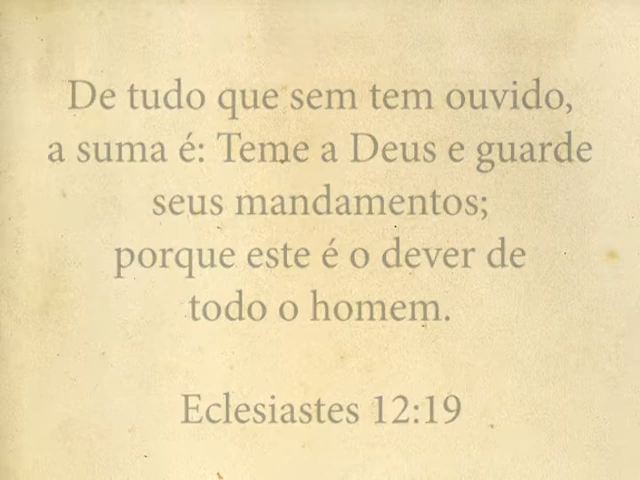 De tudo que sem tem ouvido,
a suma é: Teme a Deus e guarde
seus mandamentos;
porque este é o dever de
todo o homem.
Eclesiastes 12:19